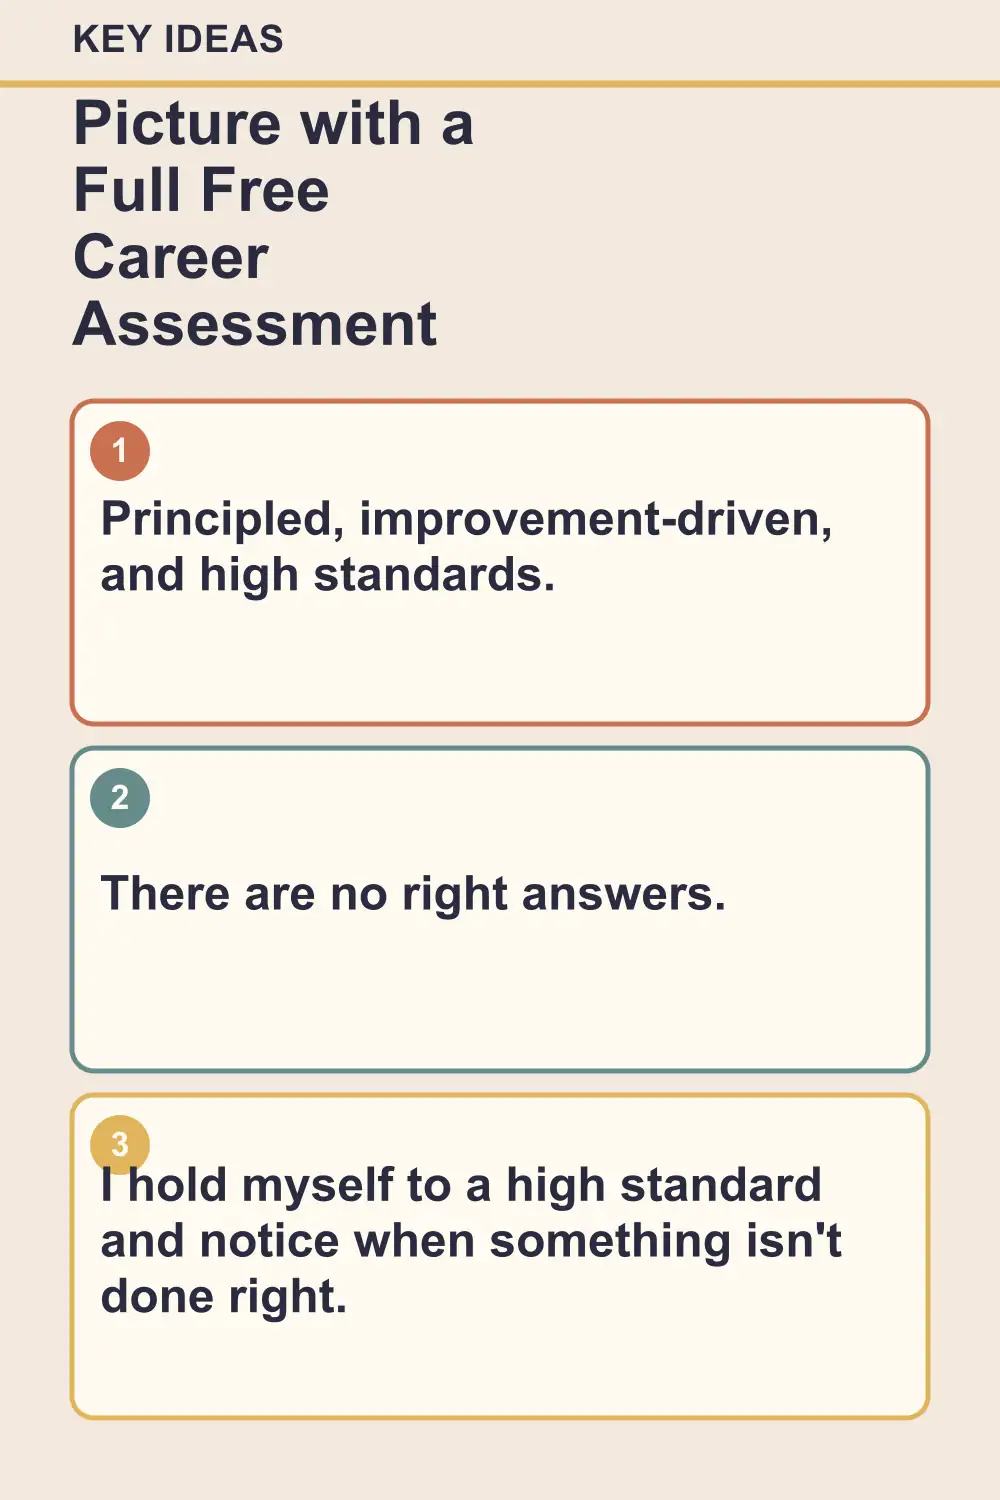 KEY IDEAS
Picture with a
Full Free
Career
Assessment
1
Principled, improvement-driven,
and high standards.
2
There are no right answers.
3
I hold myself to a high standard
and notice when something isn't
done right.